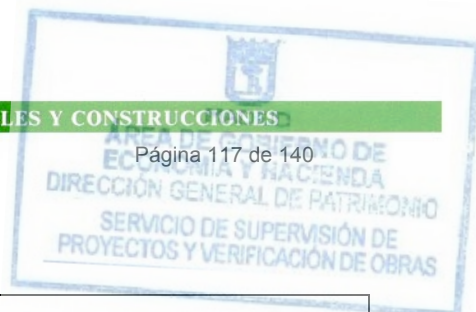 LES Y CONSTRUCCIONES
Página 117 de 140
ÁREA DE GOBIERNO DE
ECONOMÍA Y HACIENDA
DIRECCIÓN GENERAL DE PATRIMONIO
SERVICIO DE SUPERVISIÓN DE
PROYECTOS Y VERIFICACIÓN DE OBRAS